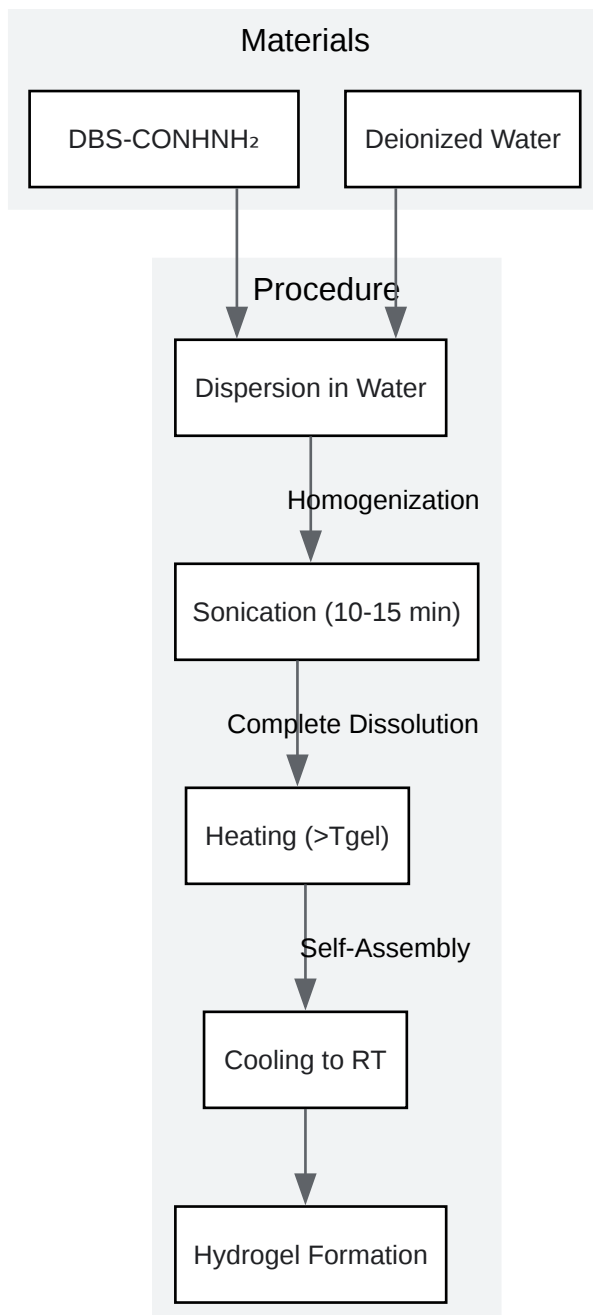 Materials
DBS-CONHNH₂
Deionized Water
Procedure
Dispersion in Water
Homogenization
Sonication (10-15 min)
Complete Dissolution
Heating (>Tgel)
Self-Assembly
Cooling to RT
Hydrogel Formation